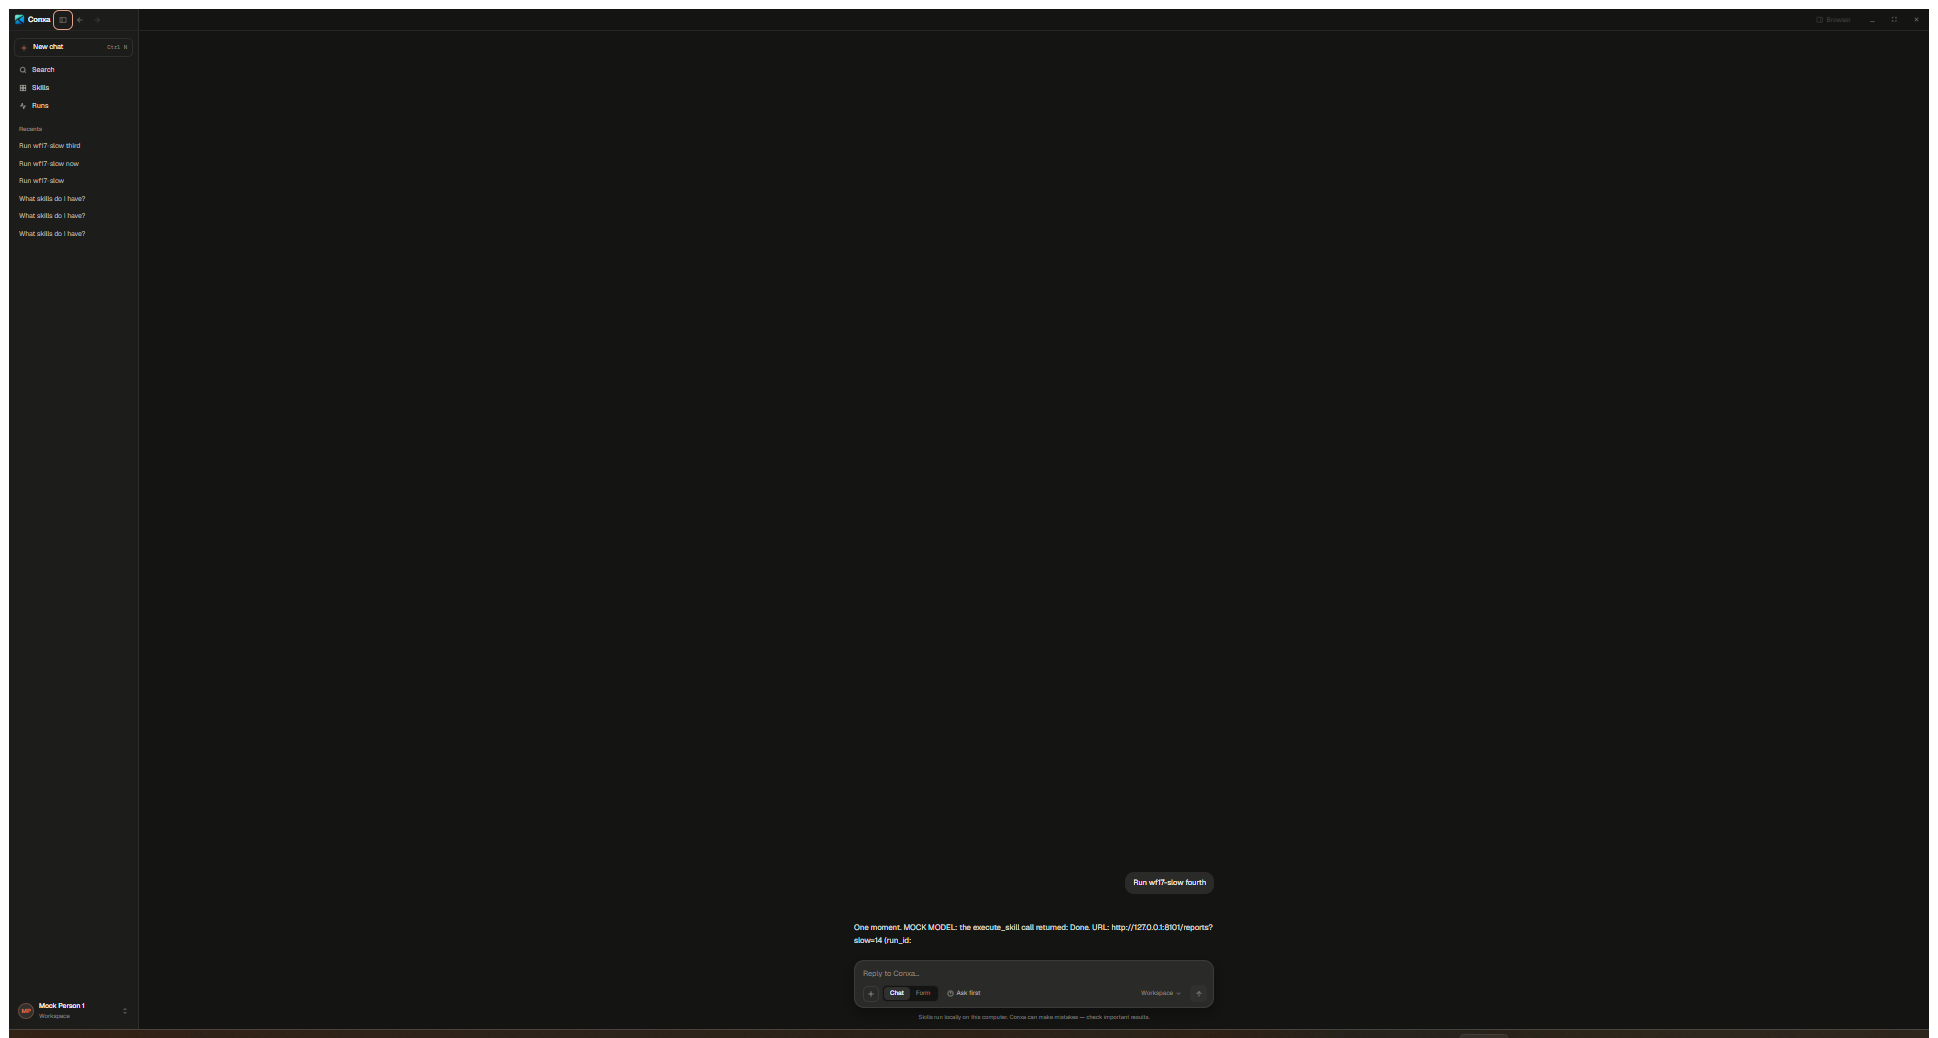 Conxa
Browser
New chat
Ctrl N
Search
Skills
Runs
Recents
Run wf17-slow third
Run wf17-slow now
Run wf17-slow
What skills do I have?
What skills do I have?
What skills do I have?
Run wf17-slow fourth
One moment. MOCK MODEL: the execute_skill call returned: Done. URL: http://127.0.0.1:8101/reports?
slow=14 (run_id:
Reply to Conxa...
Chat
Form
Ask first
Workspace
Skills run locally on this computer. Conxa can make mistakes — check important results.
MP
Mock Person 1
Workspace